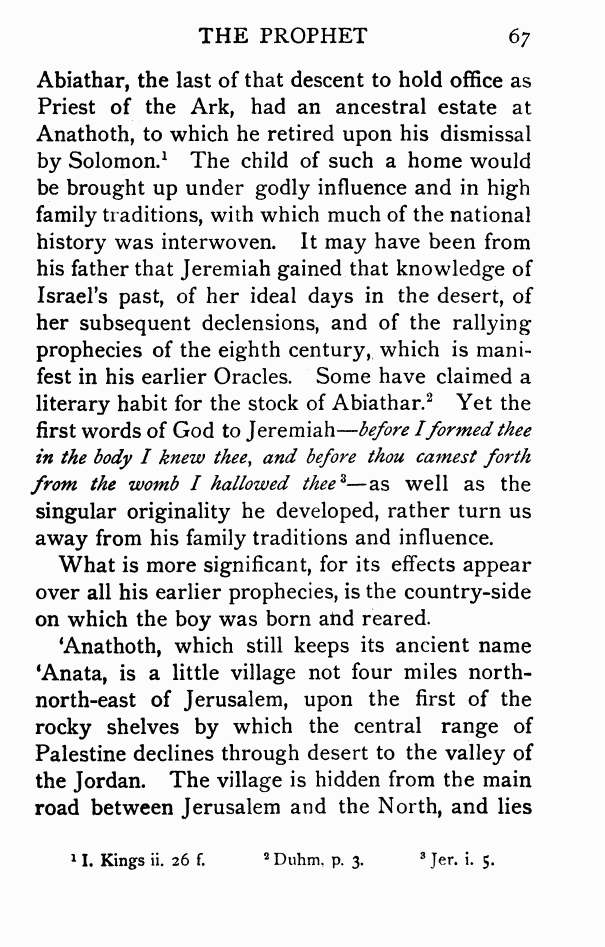 THE PROPHET 67
Abiathar, the last of that descent to hold office as
Priest of the Ark, had an ancestral estate at
Anathoth, to which he retired upon his dismissal
by Solomon.¹ The child of such a home would
be brought up under godly influence and in high
family traditions, with which much of the national
history was interwoven. It may have been from
his father that Jeremiah gained that knowledge of
Israel's past, of her ideal days in the desert, of
her subsequent declensions, and of the rallying
prophecies of the eighth century, which is mani-
fest in his earlier Oracles. Some have claimed a
literary habit for the stock of Abiathar.² Yet the
first words of God to Jeremiah—before I formed thee
in the body I knew thee, and before thou camest forth
from the womb I hallowed thee³—as well as the
singular originality he developed, rather turn us
away from his family traditions and influence.
What is more significant, for its effects appear
over all his earlier prophecies, is the country-side
on which the boy was born and reared.
‘Anathoth, which still keeps its ancient name
‘Anata, is a little village not four miles north-
north-east of Jerusalem, upon the first of the
rocky shelves by which the central range of
Palestine declines through desert to the valley of
the Jordan. The village is hidden from the main
road between Jerusalem and the North, and lies
¹ I. Kings ii. 26 f. ² Duhm, p. 3. ³ Jer. i. 5.